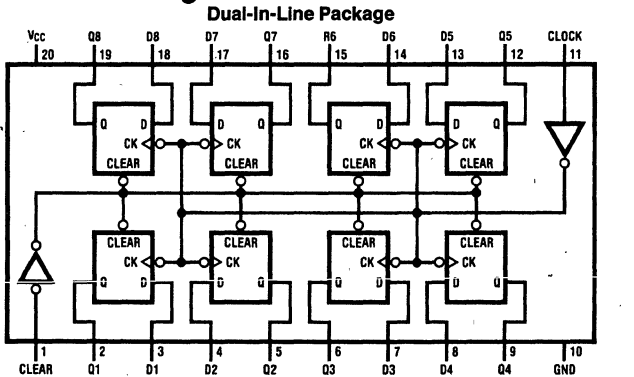 Dual-In-Line Package
VCC Q8 D8 D7 Q7 R6 D6 D5 Q5 CLOCK
20 19 18 17 16 15 14 13 12 11
Q D D Q Q D D Q
CK CK CK CK
CLEAR CLEAR CLEAR CLEAR
CLEAR CLEAR CLEAR CLEAR
CK CK CK CK
Q D D Q Q D D Q
1 2 3 4 5 6 7 8 9 10
CLEAR Q1 D1 D2 Q2 Q3 D3 D4 Q4 GND